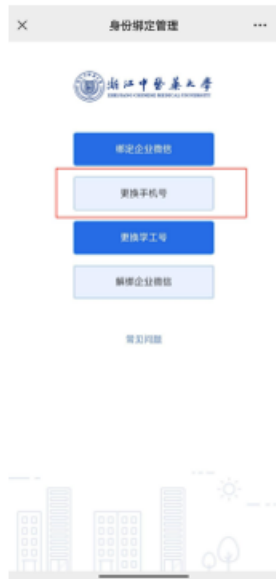 身份绑定管理
浙江中医药大学
ZHEJIANG CHINESE MEDICAL UNIVERSITY
绑定企业微信
更换手机号
更换学工号
解绑企业微信
常见问题